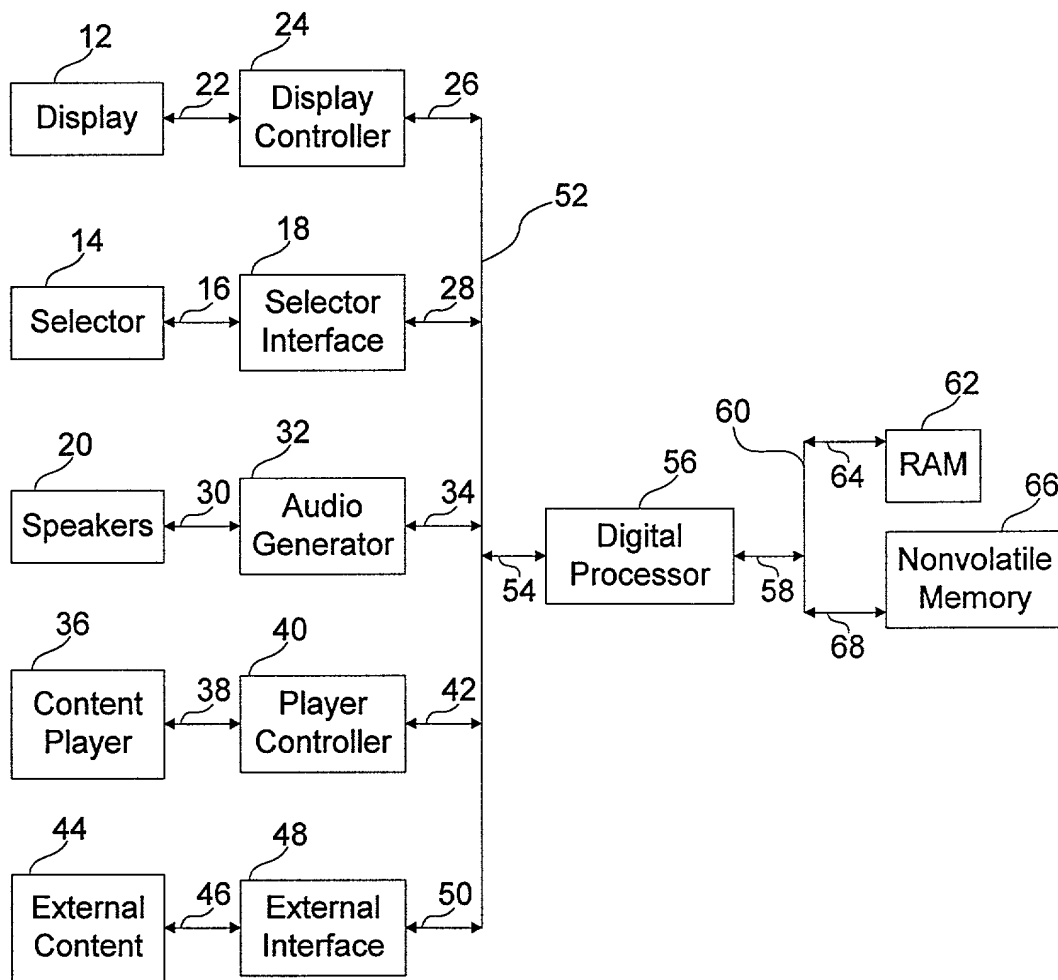 12
24
22
26
Display
Display
Controller
52
14
18
16
28
Selector
Selector
Interface
62
60
20
32
56
64
RAM
66
30
34
Speakers
Audio
Generator
Digital
Processor
54
58
Nonvolatile
Memory
68
36
40
38
42
Content
Player
Player
Controller
44
48
46
50
External
Content
External
Interface